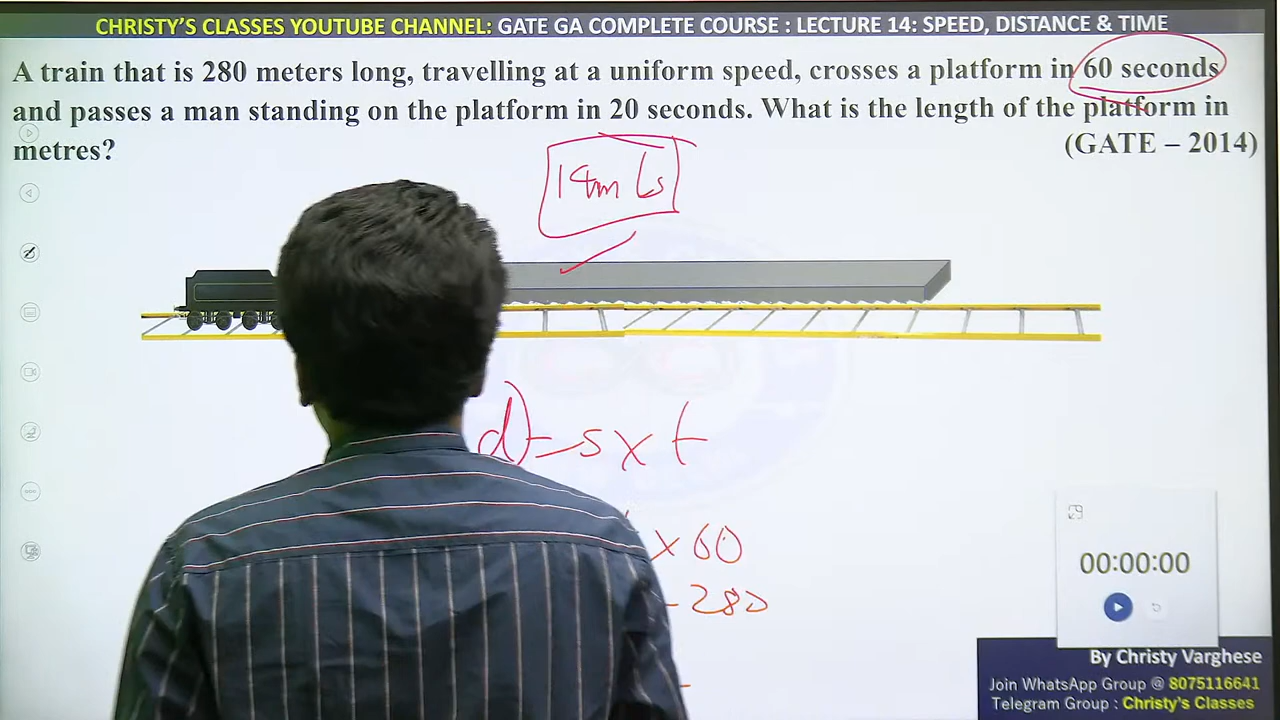 CHRISTY'S CLASSES YOUTUBE CHANNEL: GATE GA COMPLETE COURSE : LECTURE 14: SPEED, DISTANCE & TIME
A train that is 280 meters long, travelling at a uniform speed, crosses a platform in 60 seconds
and passes a man standing on the platform in 20 seconds. What is the length of the platform in
metres? (GATE – 2014)
14m/s
d = s x t
x 60
- 280
00:00:00
By Christy Varghese
Join WhatsApp Group @ 8075116641
Telegram Group : Christy's Classes